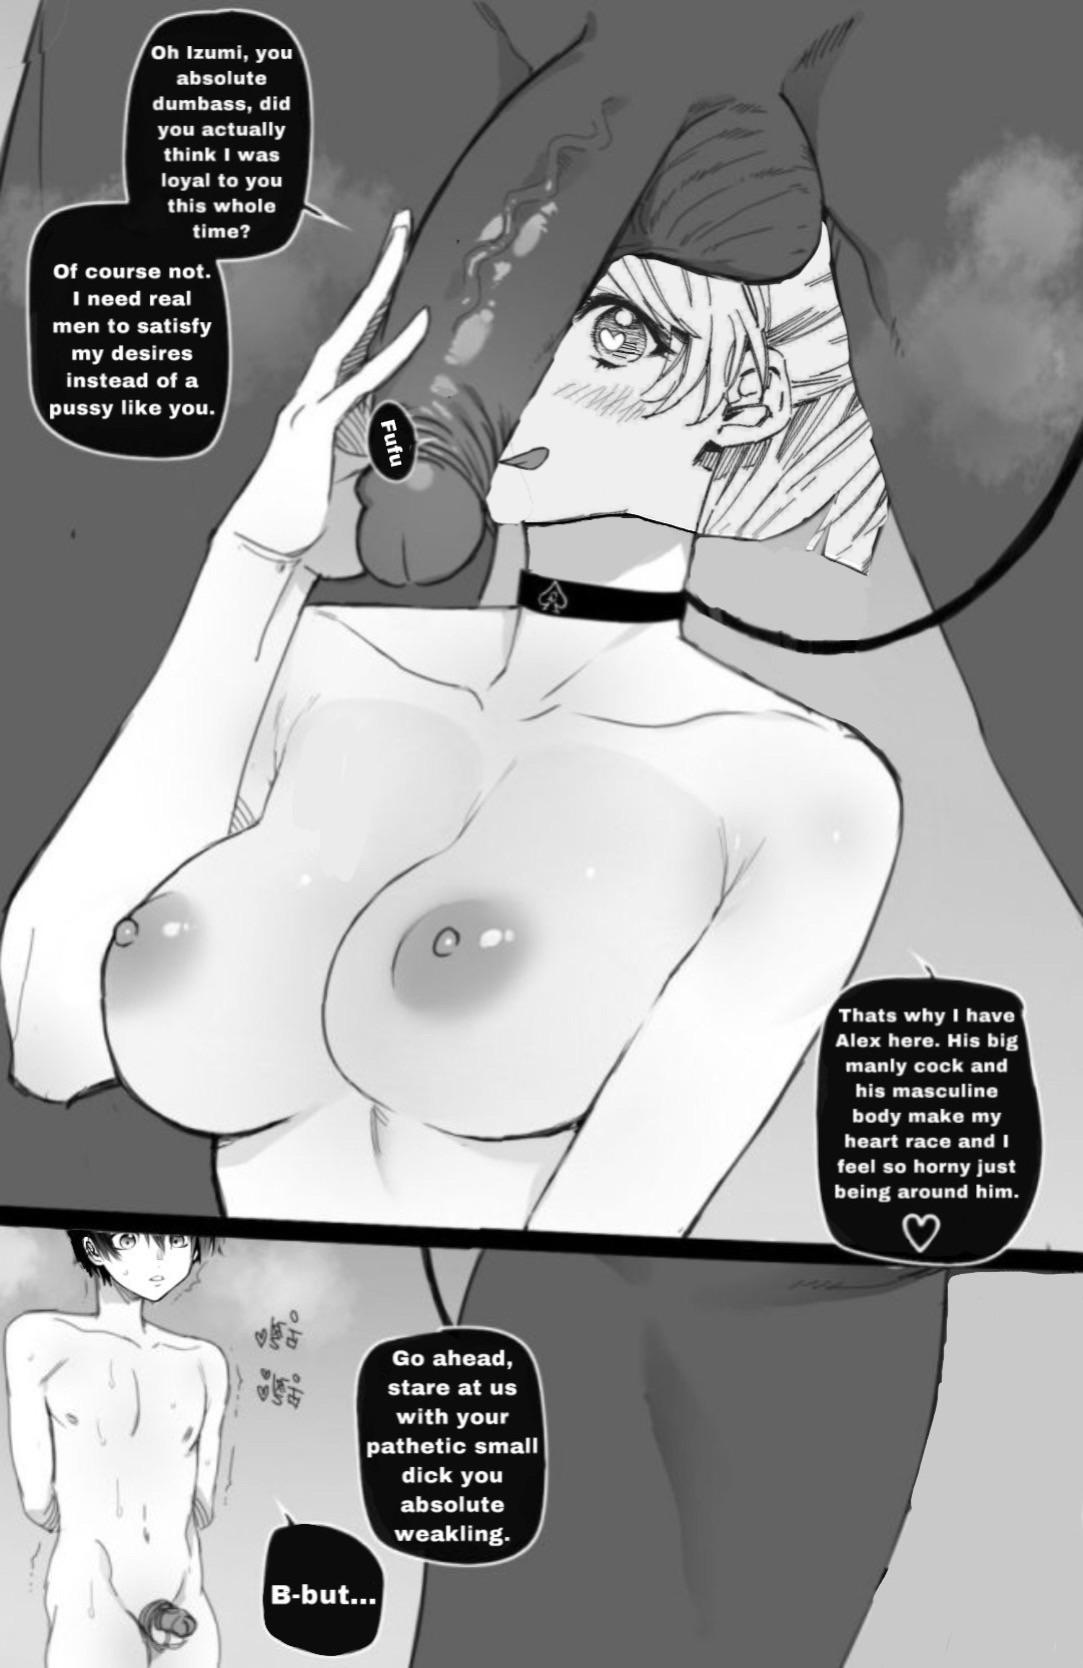 Oh Izumi, you
absolute
dumbass, did
you actually
think I was
loyal to you
this whole
time?
Of course not.
I need real
men to satisfy
my desires
instead of a
pussy like you.
Fufu
Thats why I have
Alex here. His big
manly cock and
his masculine
body make my
heart race and I
feel so horny just
being around him.
♡
Go ahead,
stare at us
with your
pathetic small
dick you
absolute
weakling.
B-but...